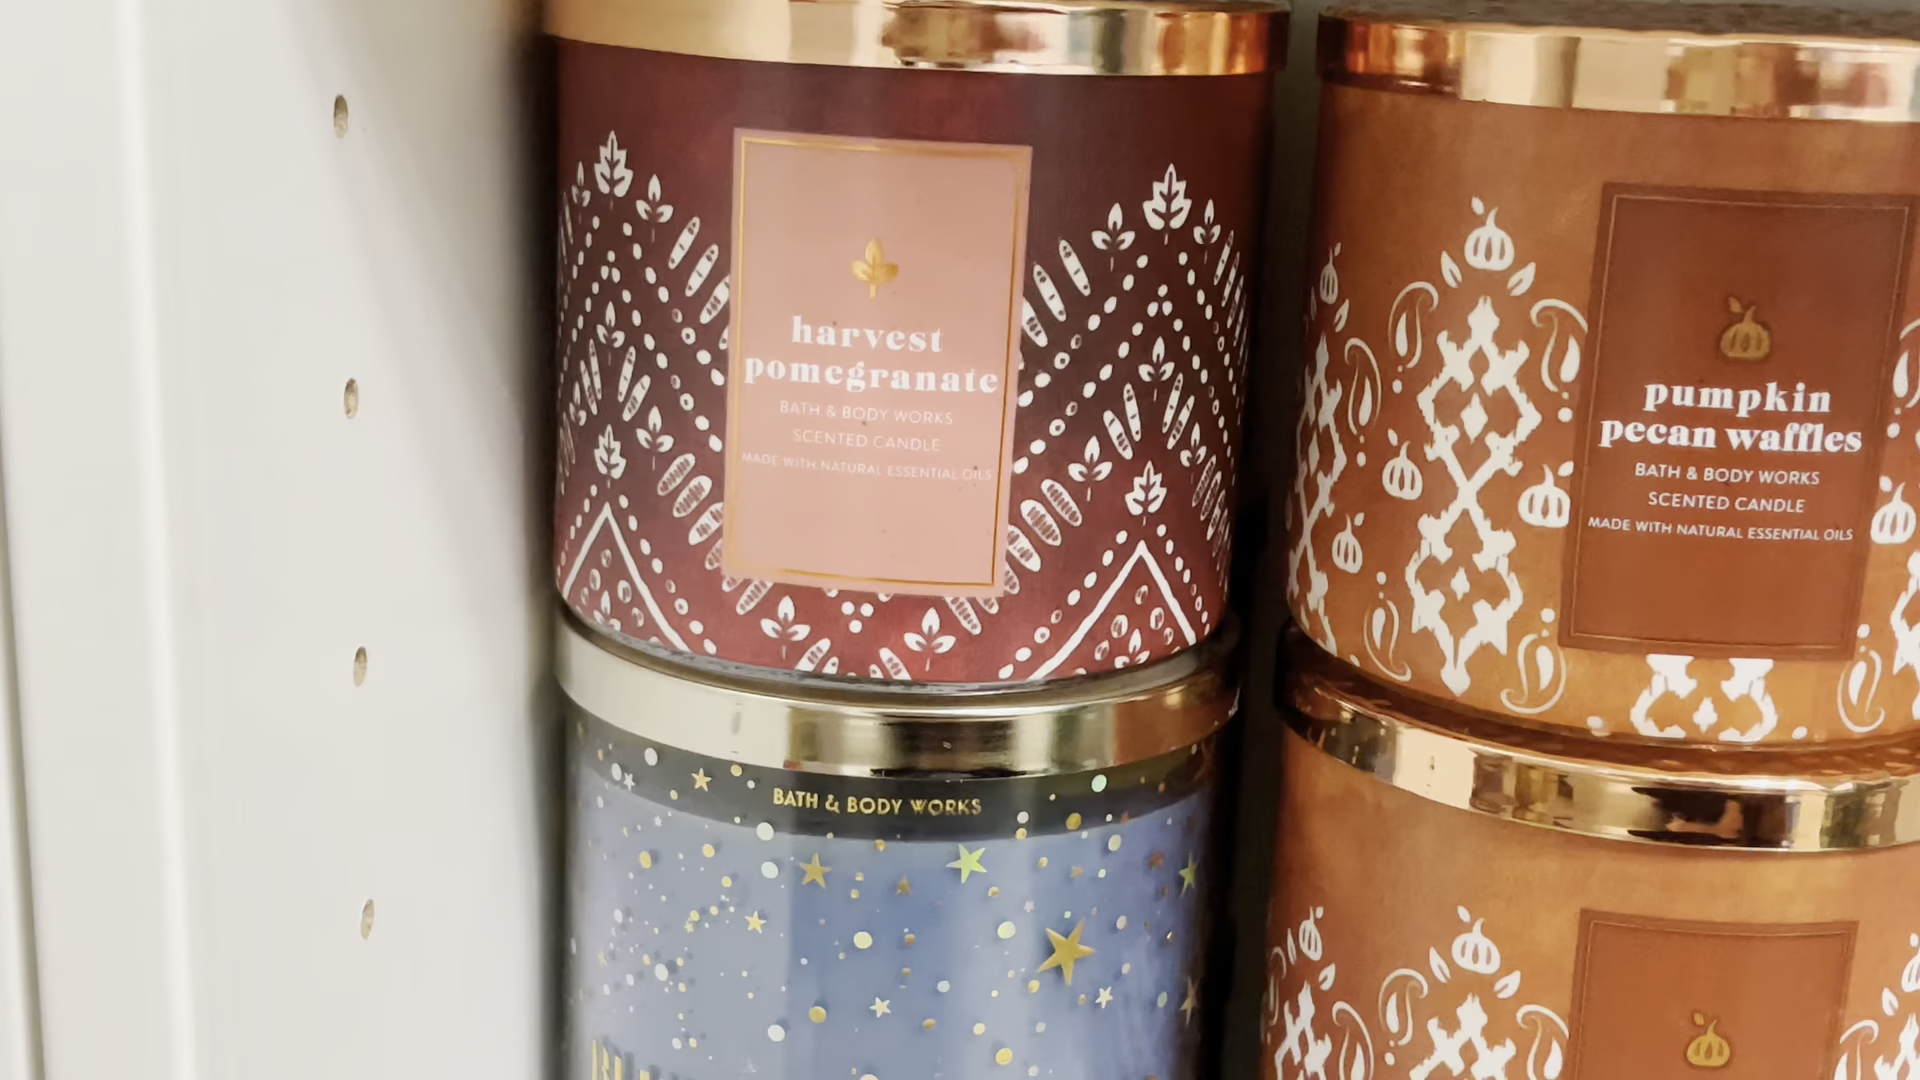 harvest
pomegranate
BATH & BODY WORKS
SCENTED CANDLE
MADE WITH NATURAL ESSENTIAL OILS
pumpkin
pecan waffles
BATH & BODY WORKS
SCENTED CANDLE
MADE WITH NATURAL ESSENTIAL OILS
BATH & BODY WORKS